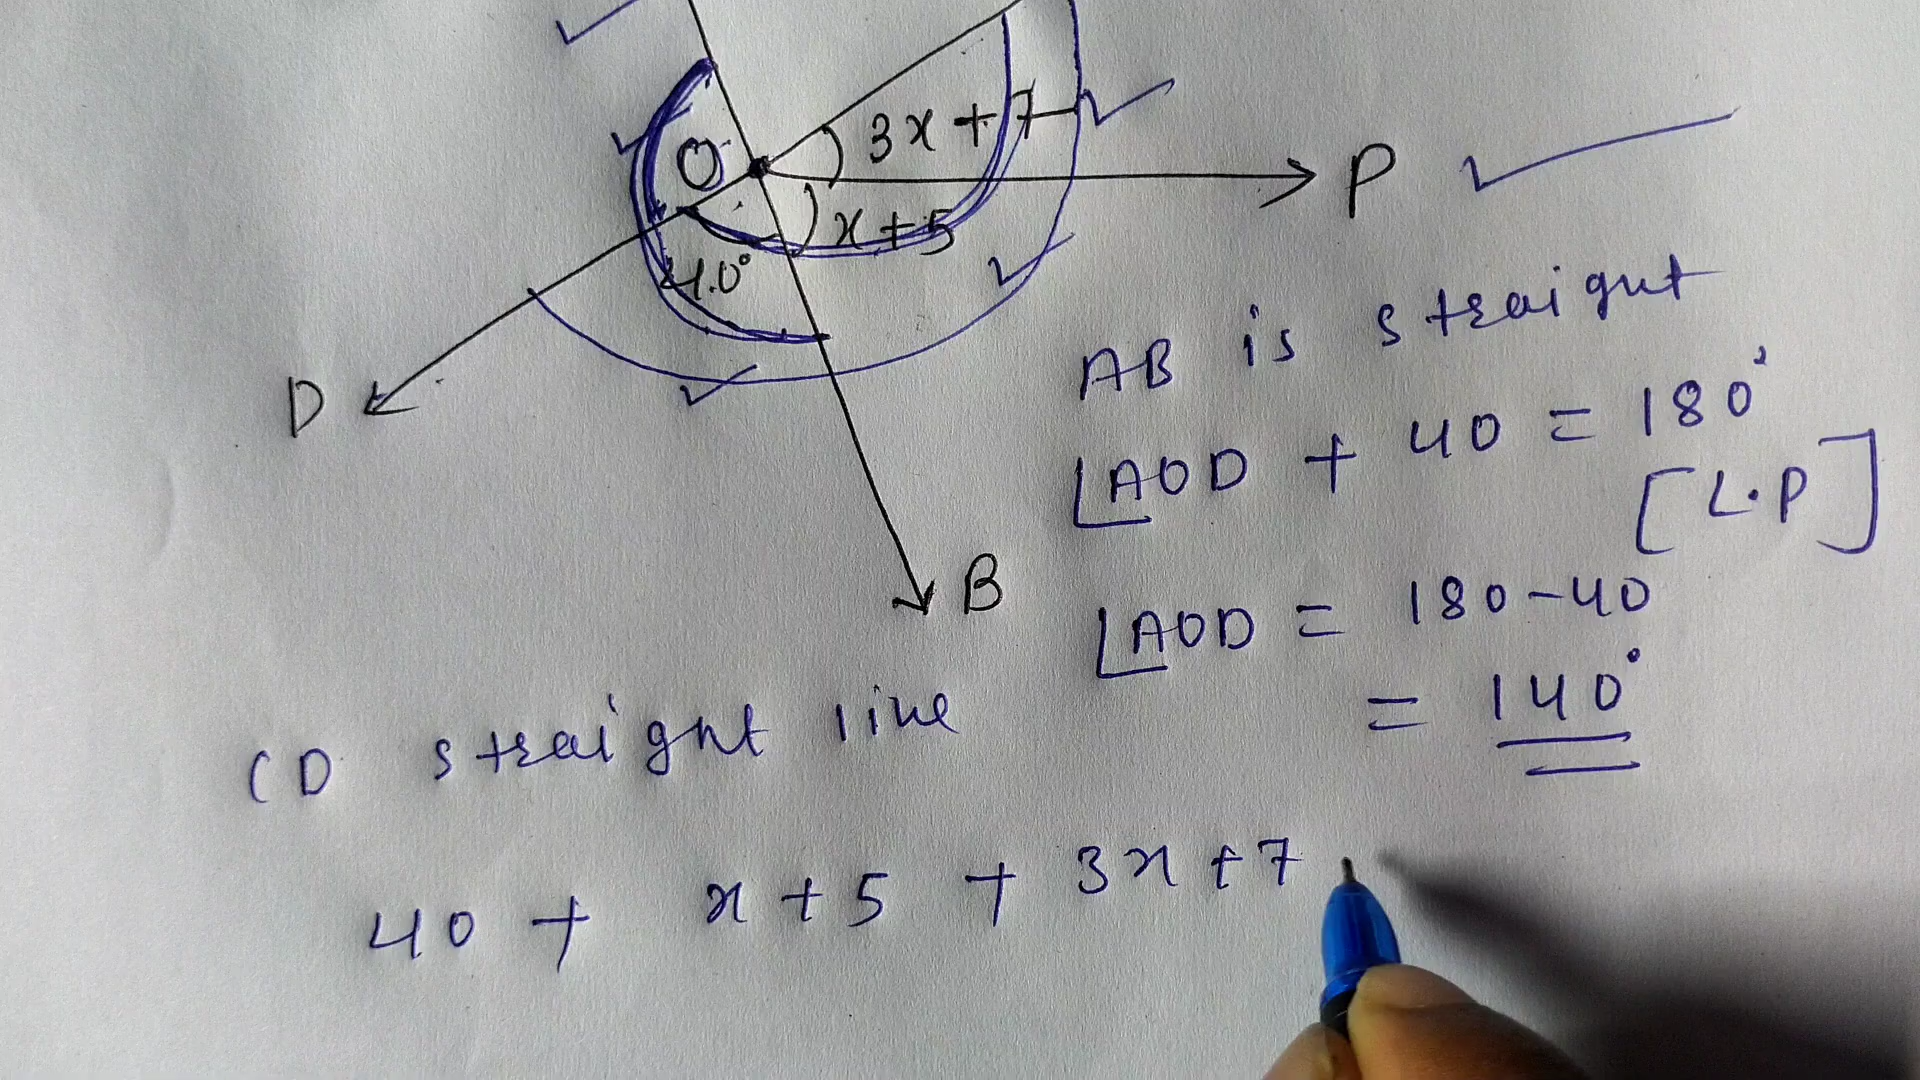 3x+7
O
P
x+5
40°
D
AB is straight
∠AOD + 40 = 180°
[L.P]
B
∠AOD = 180-40
= 140°
CD straight line
40 + x+5 + 3x+7